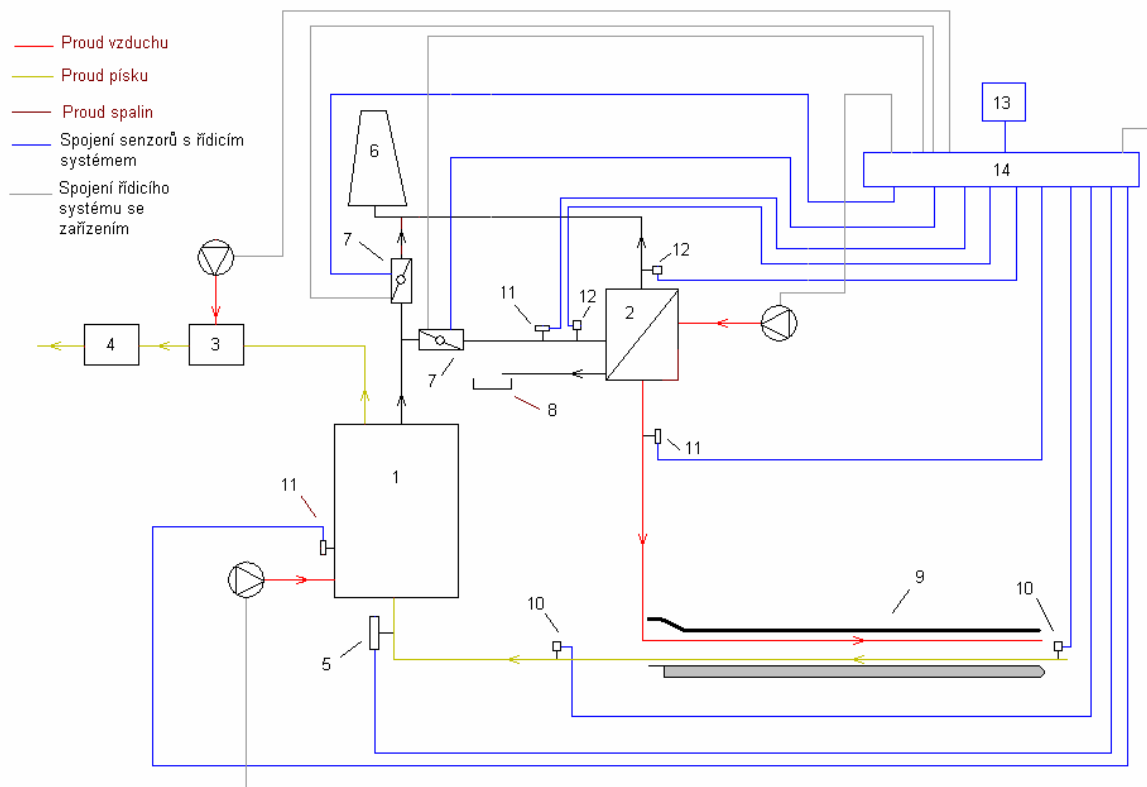 Proud vzduchu
Proud písku
Proud spalin
Spojení senzorů s řídicím
systémem
Spojení řídicího
systému se
zařízením
13
14
6
7
12
11
12
2
4
3
7
8
11
1
11
9
10
10
5